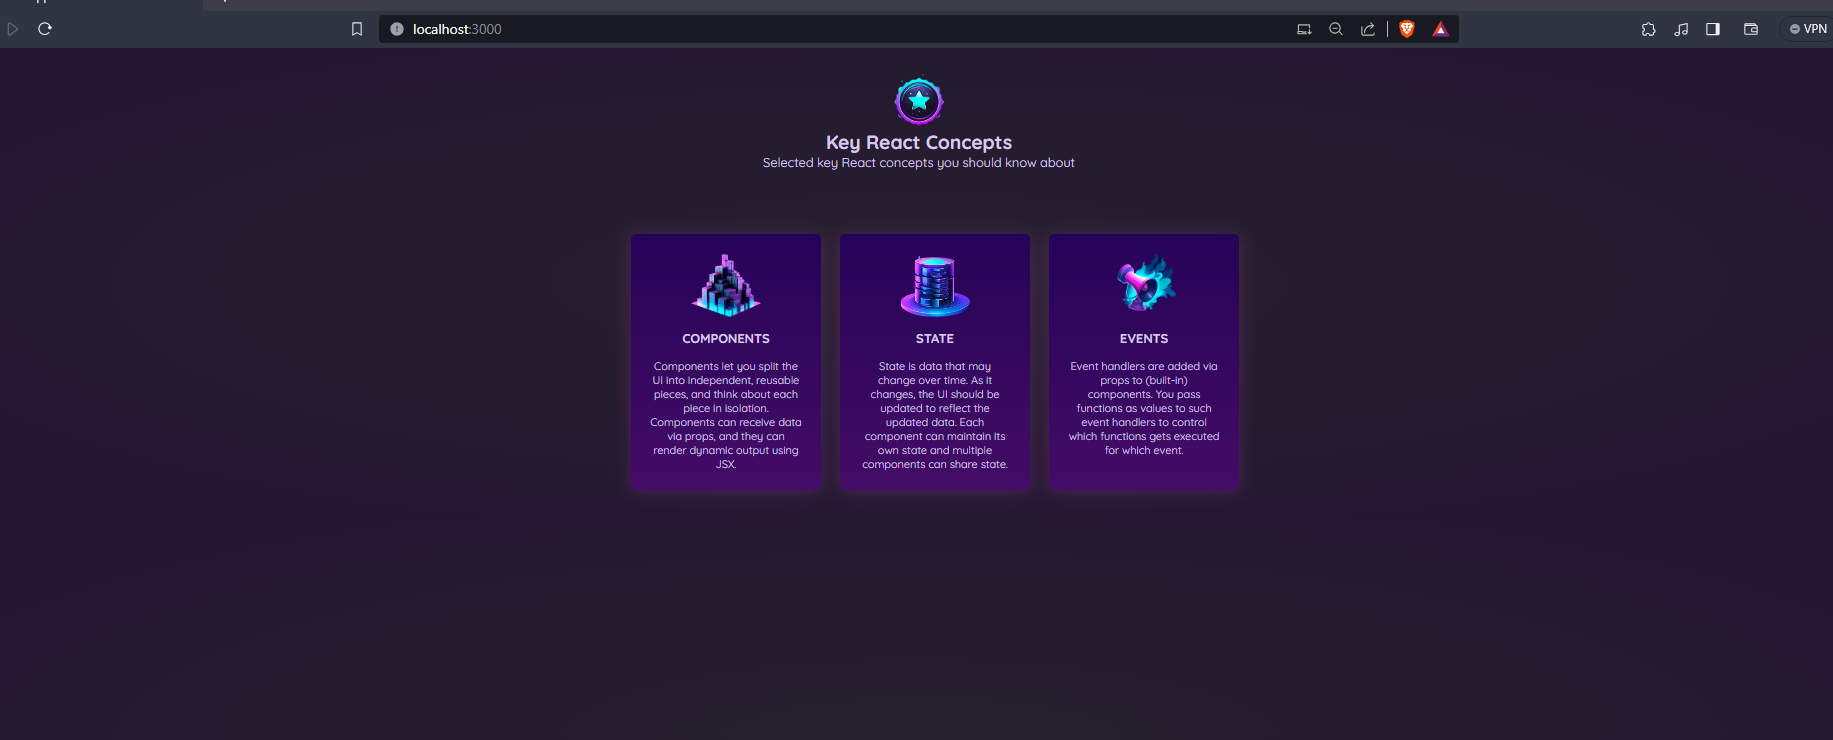 localhost:3000
VPN
Key React Concepts
Selected key React concepts you should know about
COMPONENTS
Components let you split the
UI into independent, reusable
pieces, and think about each
piece in isolation.
Components can receive data
via props, and they can
render dynamic output using
JSX.
STATE
State is data that may
change over time. As it
changes, the UI should be
updated to reflect the
updated data. Each
component can maintain its
own state and multiple
components can share state.
EVENTS
Event handlers are added via
props to (built-in)
components. You pass
functions as values to such
event handlers to control
which functions gets executed
for which event.